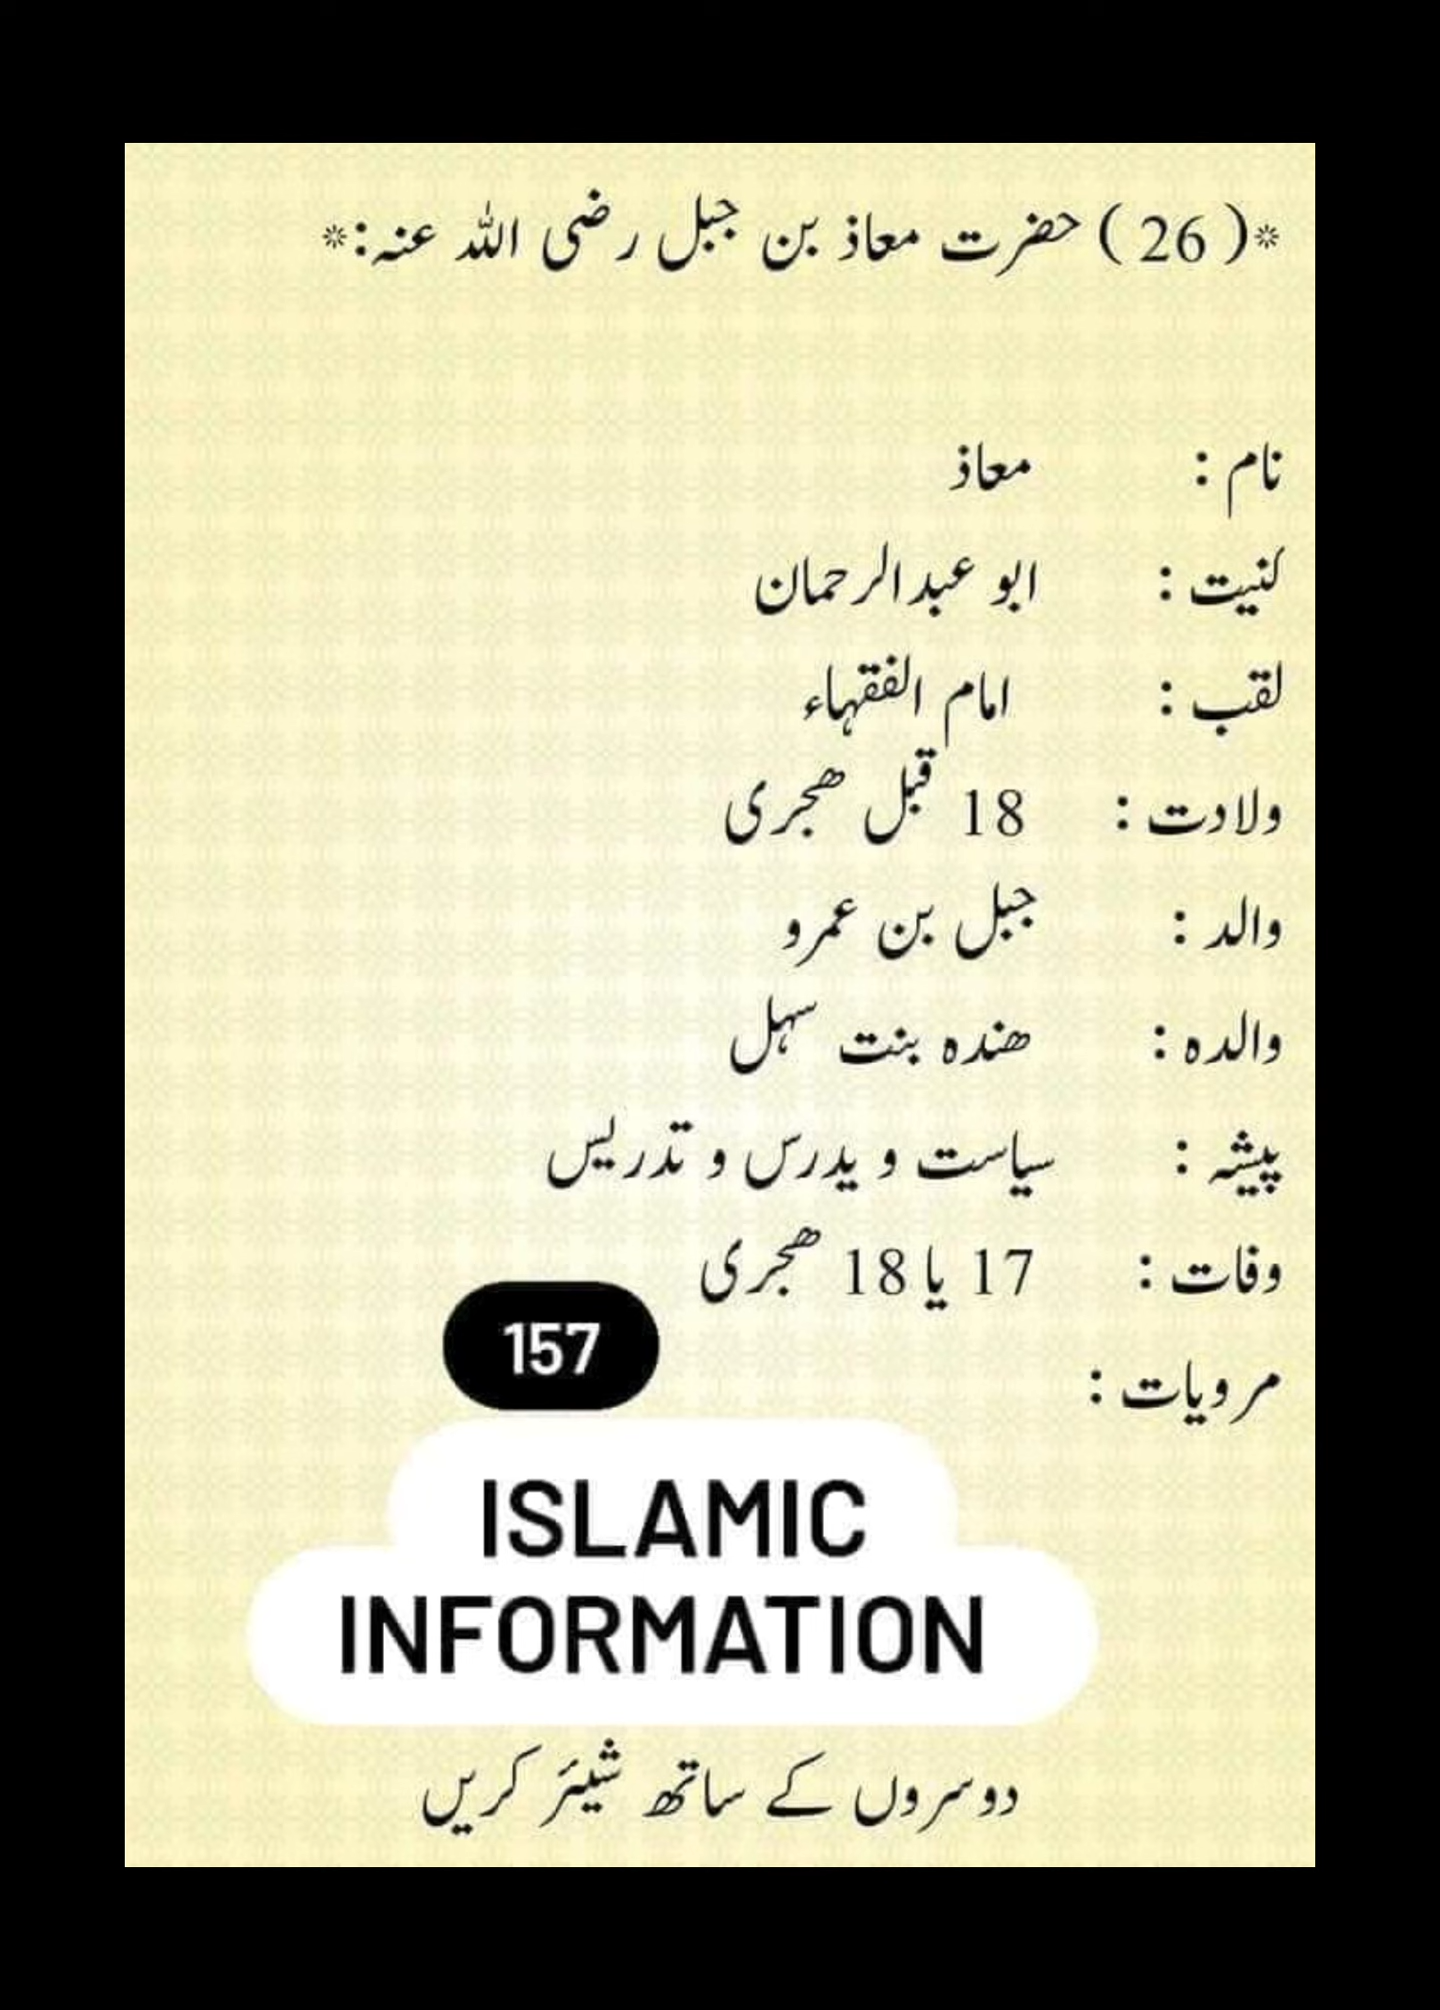 *( 26 ) حضرت معاذ بن جبل رضی اللہ عنہ:*
نام : معاذ
کنیت : ابو عبدالرحمان
لقب : امام الفقہاء
ولادت : 18 قبل ھجری
والد : جبل بن عمرو
والدہ : ھندہ بنت سہل
پیشہ : سیاست و یدرس و تدریس
وفات : 17 یا 18 ھجری
مرویات : 157
ISLAMIC
INFORMATION
دوسروں کے ساتھ شیئر کریں